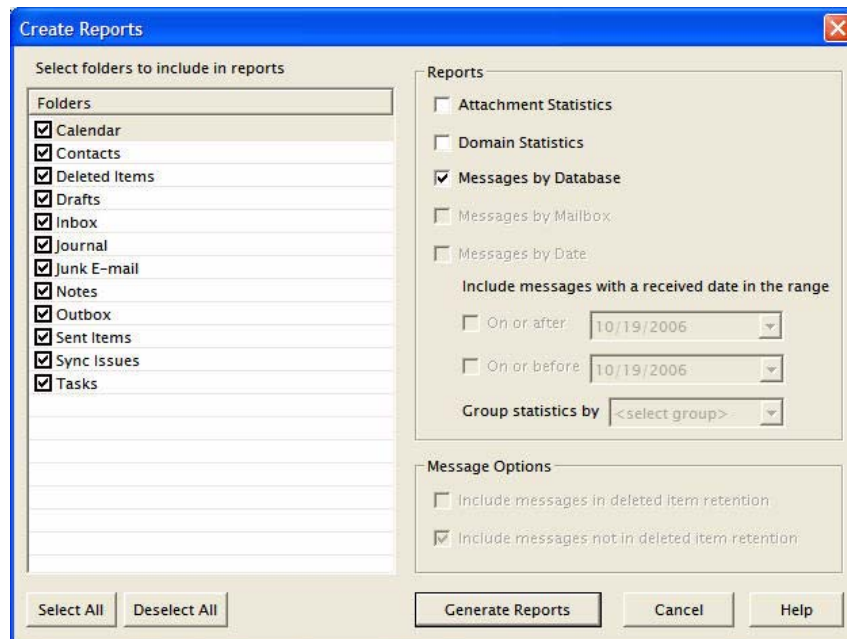 Create Reports
Select folders to include in reports
Folders
Calendar
Contacts
Deleted Items
Drafts
Inbox
Journal
Junk E-mail
Notes
Outbox
Sent Items
Sync Issues
Tasks
Select All
Deselect All
Reports
Attachment Statistics
Domain Statistics
Messages by Database
Messages by Mailbox
Messages by Date
Include messages with a received date in the range
On or after 10/19/2006
On or before 10/19/2006
Group statistics by <select group>
Message Options
Include messages in deleted item retention
Include messages not in deleted item retention
Generate Reports
Cancel
Help